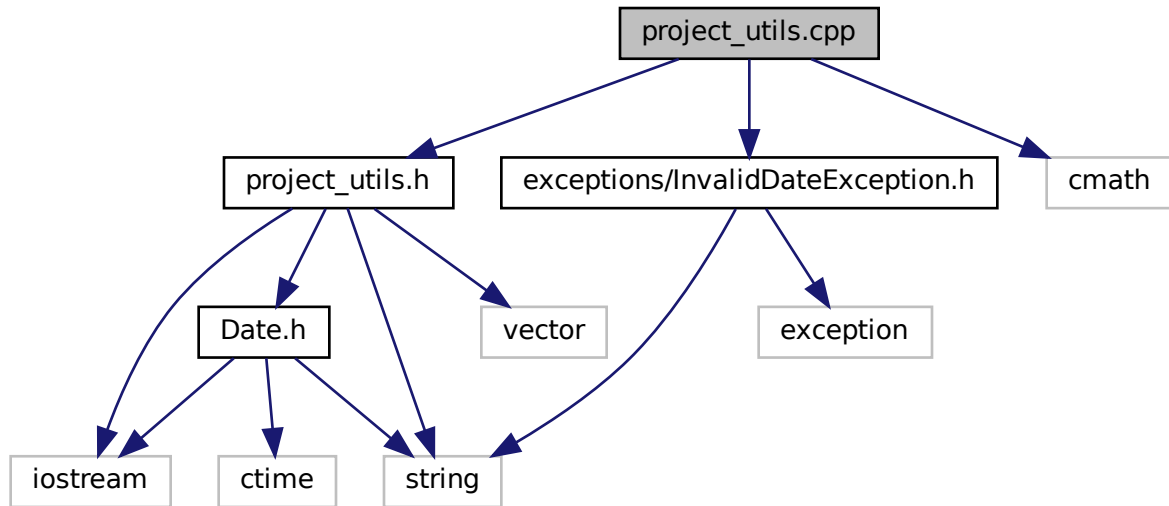 project_utils.cpp
project_utils.h
exceptions/InvalidDateException.h
cmath
Date.h
vector
exception
iostream
ctime
string